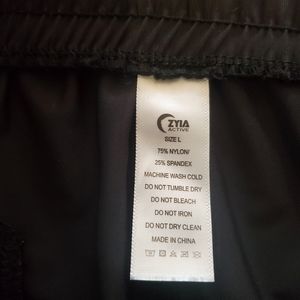 ZYIA
ACTIVE
SIZE L
75% NYLON/
25% SPANDEX
MACHINE WASH COLD
DO NOT TUMBLE DRY
DO NOT BLEACH
DO NOT IRON
DO NOT DRY CLEAN
MADE IN CHINA